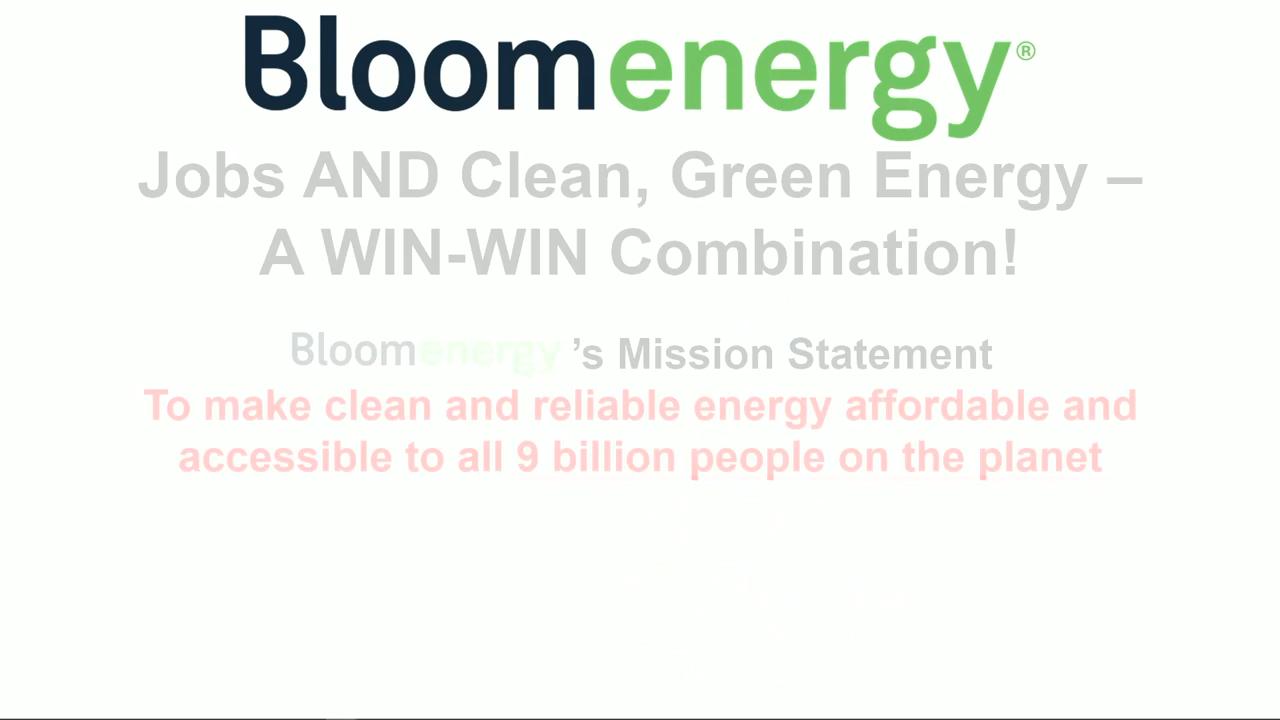 Bloomenergy®
Jobs AND Clean, Green Energy –
A WIN-WIN Combination!
Bloomenergy 's Mission Statement
To make clean and reliable energy affordable and
accessible to all 9 billion people on the planet